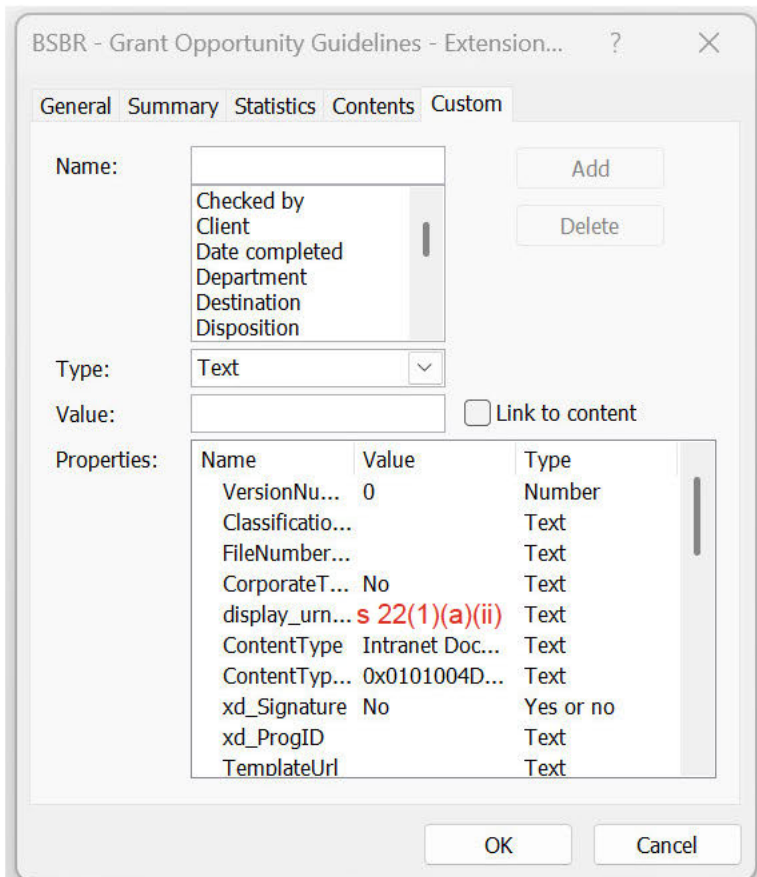 BSBR - Grant Opportunity Guidelines - Extension... ?
General Summary Statistics Contents Custom
Name:
Add
Checked by
Client
Date completed
Department
Destination
Disposition
Delete
Type: Text
Value: Link to content
Properties: Name Value Type
VersionNu... 0 Number
Classificatio... Text
FileNumber... Text
CorporateT... No Text
display_urn... s 22(1)(a)(ii) Text
ContentType Intranet Doc... Text
ContentTyp... 0x0101004D... Text
xd_Signature No Yes or no
xd_ProgID Text
TemplateUrl Text
OK Cancel